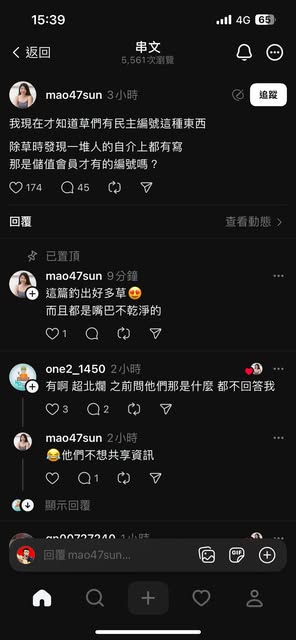 15:39
4G 65
返回
串文
5,561次瀏覽
mao47sun 3小時
追蹤
我現在才知道草們有民主編號這種東西
除草時發現一堆人的自介上都有寫
那是儲值會員才有的編號嗎？
174 45
回覆
查看動態
已置頂
mao47sun 9分鐘
這篇釣出好多草😍
而且都是嘴巴不乾淨的
1
one2_1450 2小時
有啊 超北爛 之前問他們那是什麼 都不回答我
3 2
mao47sun 2小時
😂他們不想共享資訊
1
顯示回覆
回覆 mao47sun...
GIF